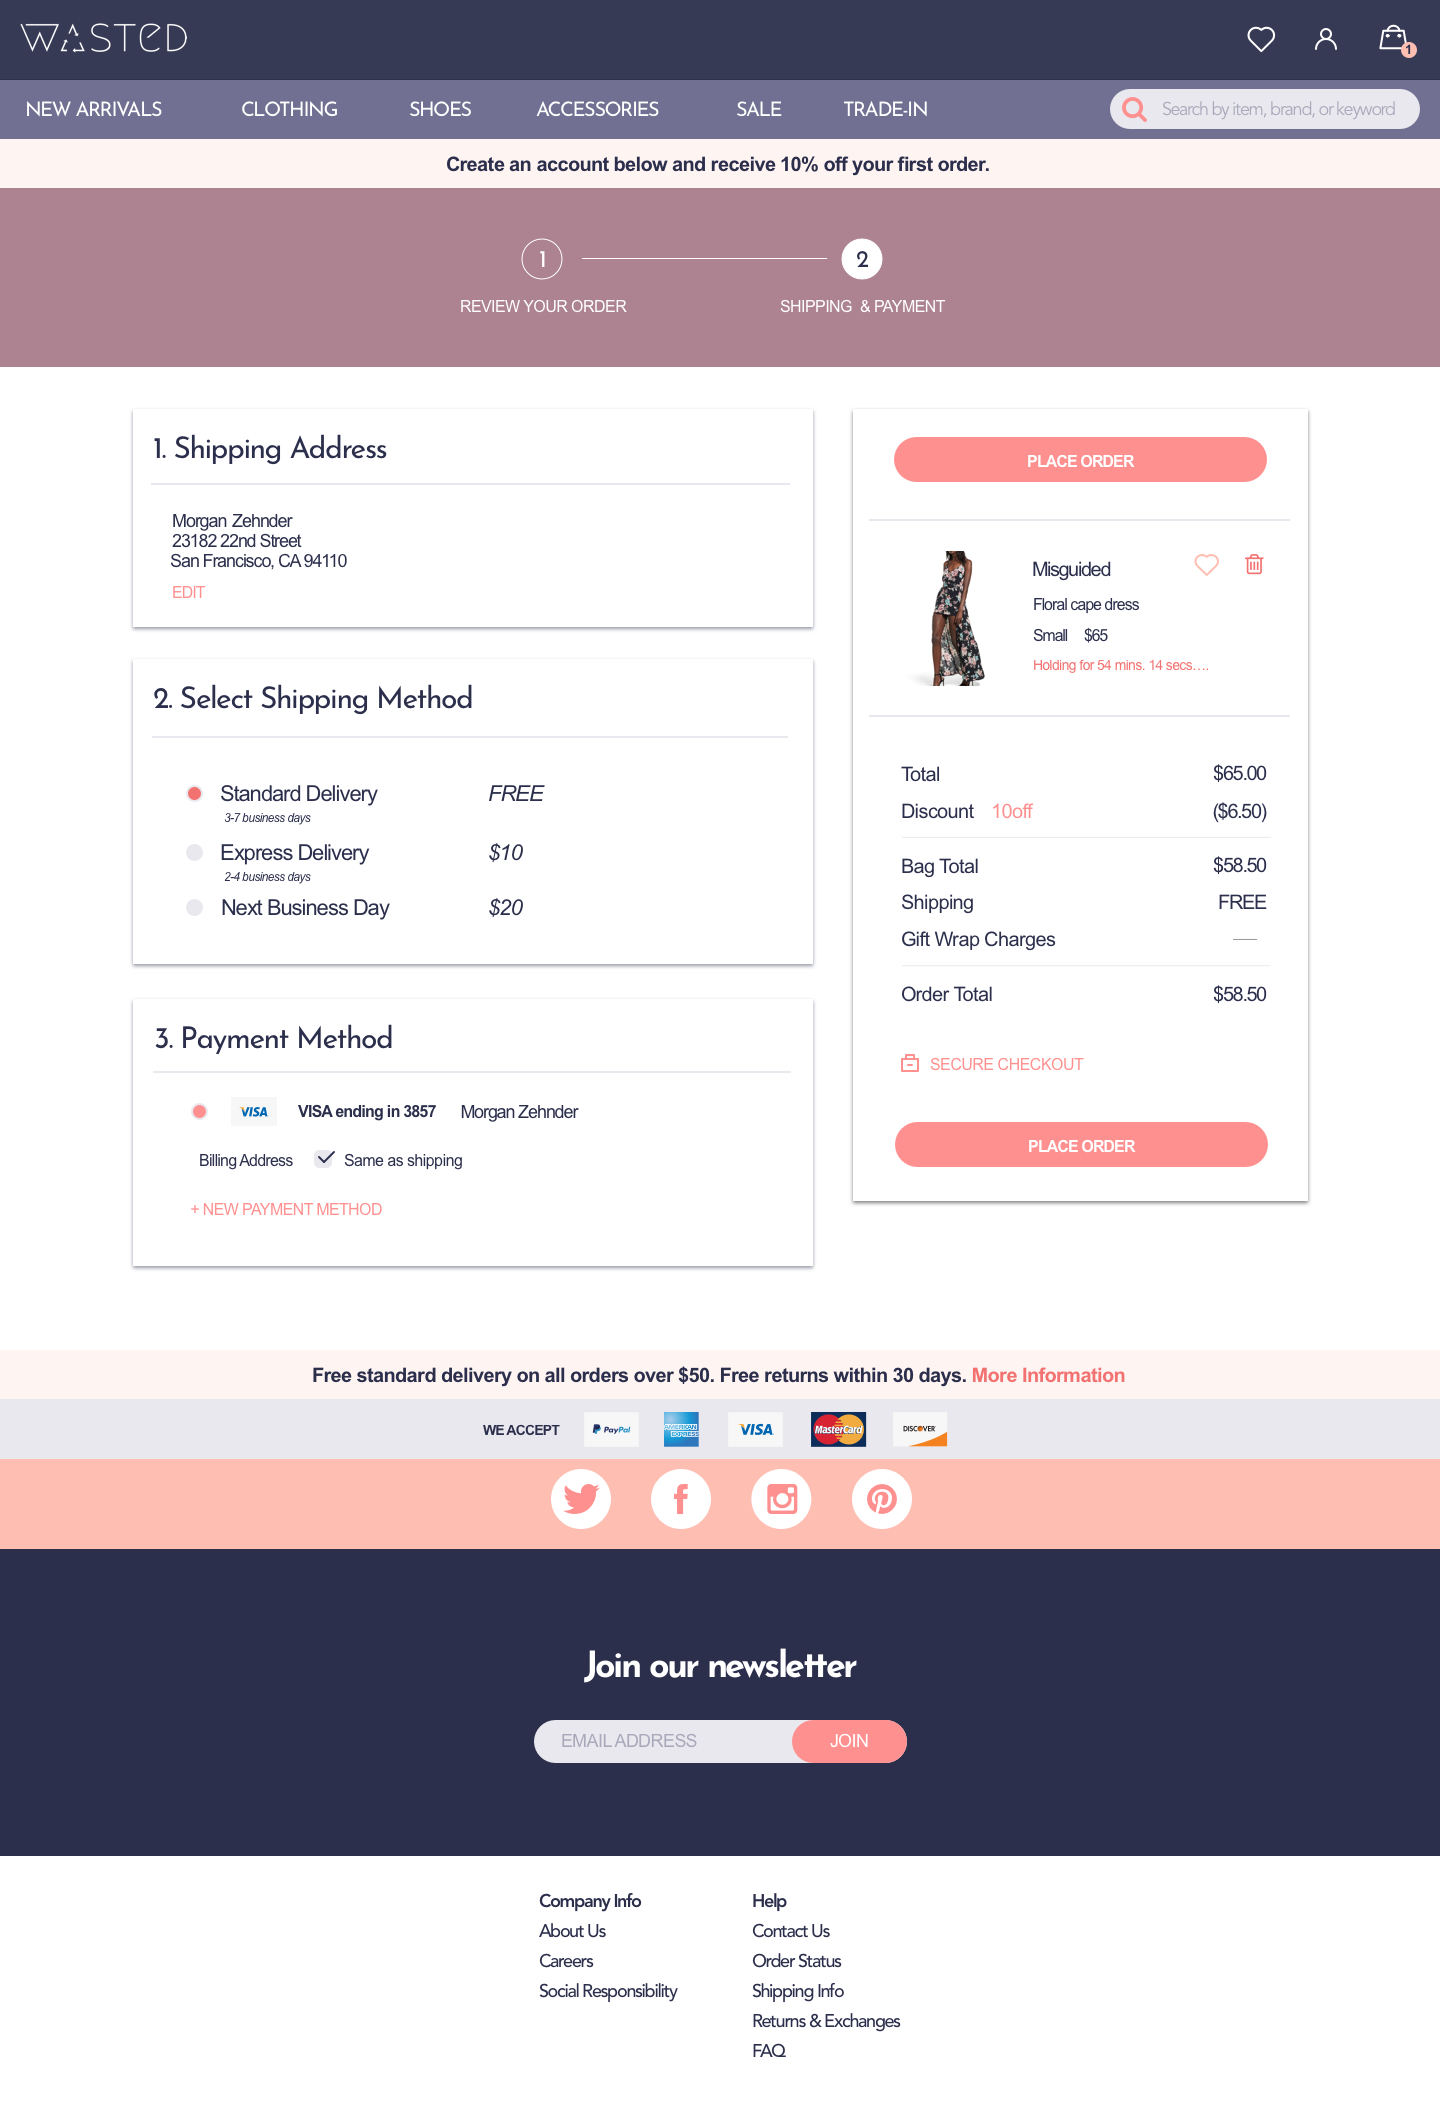 WASTED
1
NEW ARRIVALS CLOTHING SHOES ACCESSORIES SALE TRADE-IN Search by item, brand, or keyword
Create an account below and receive 10% off your first order.
1 2
REVIEW YOUR ORDER SHIPPING & PAYMENT
1. Shipping Address
Morgan Zehnder
23182 22nd Street
San Francisco, CA 94110
EDIT
2. Select Shipping Method
Standard Delivery FREE
3-7 business days
Express Delivery $10
2-4 business days
Next Business Day $20
3. Payment Method
VISA VISA ending in 3857 Morgan Zehnder
Billing Address Same as shipping
+ NEW PAYMENT METHOD
PLACE ORDER
Misguided
Floral cape dress
Small $65
Holding for 54 mins. 14 secs….
Total $65.00
Discount 10off ($6.50)
Bag Total $58.50
Shipping FREE
Gift Wrap Charges —
Order Total $58.50
SECURE CHECKOUT
PLACE ORDER
Free standard delivery on all orders over $50. Free returns within 30 days. More Information
WE ACCEPT PayPal AMERICAN EXPRESS VISA MasterCard DISCOVER
Join our newsletter
EMAIL ADDRESS JOIN
Company Info
About Us
Careers
Social Responsibility
Help
Contact Us
Order Status
Shipping Info
Returns & Exchanges
FAQ